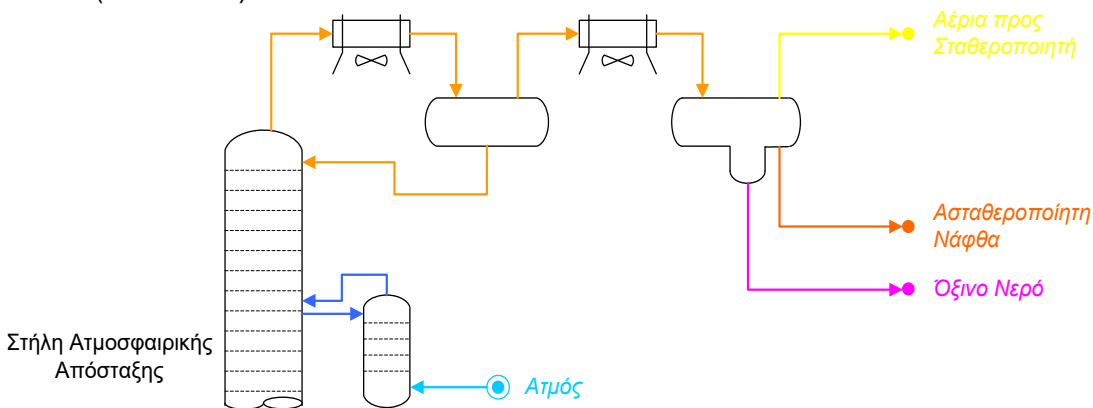 Αέρια προς
Σταθεροποιητή
Ασταθεροποίητη
Νάφθα
Όξινο Νερό
Στήλη Ατμοσφαιρικής
Απόσταξης
Ατμός